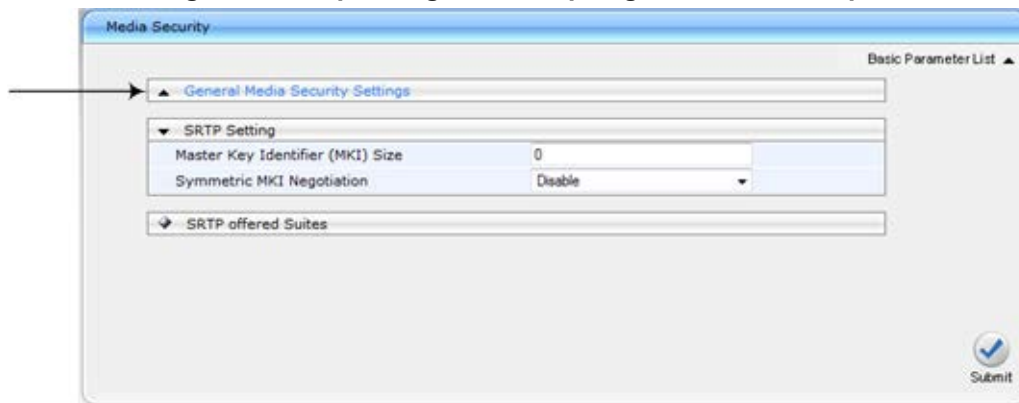 Media Security
Basic Parameter List
General Media Security Settings
SRTP Setting
Master Key Identifier (MKI) Size 0
Symmetric MKI Negotiation Disable
SRTP offered Suites
Submit